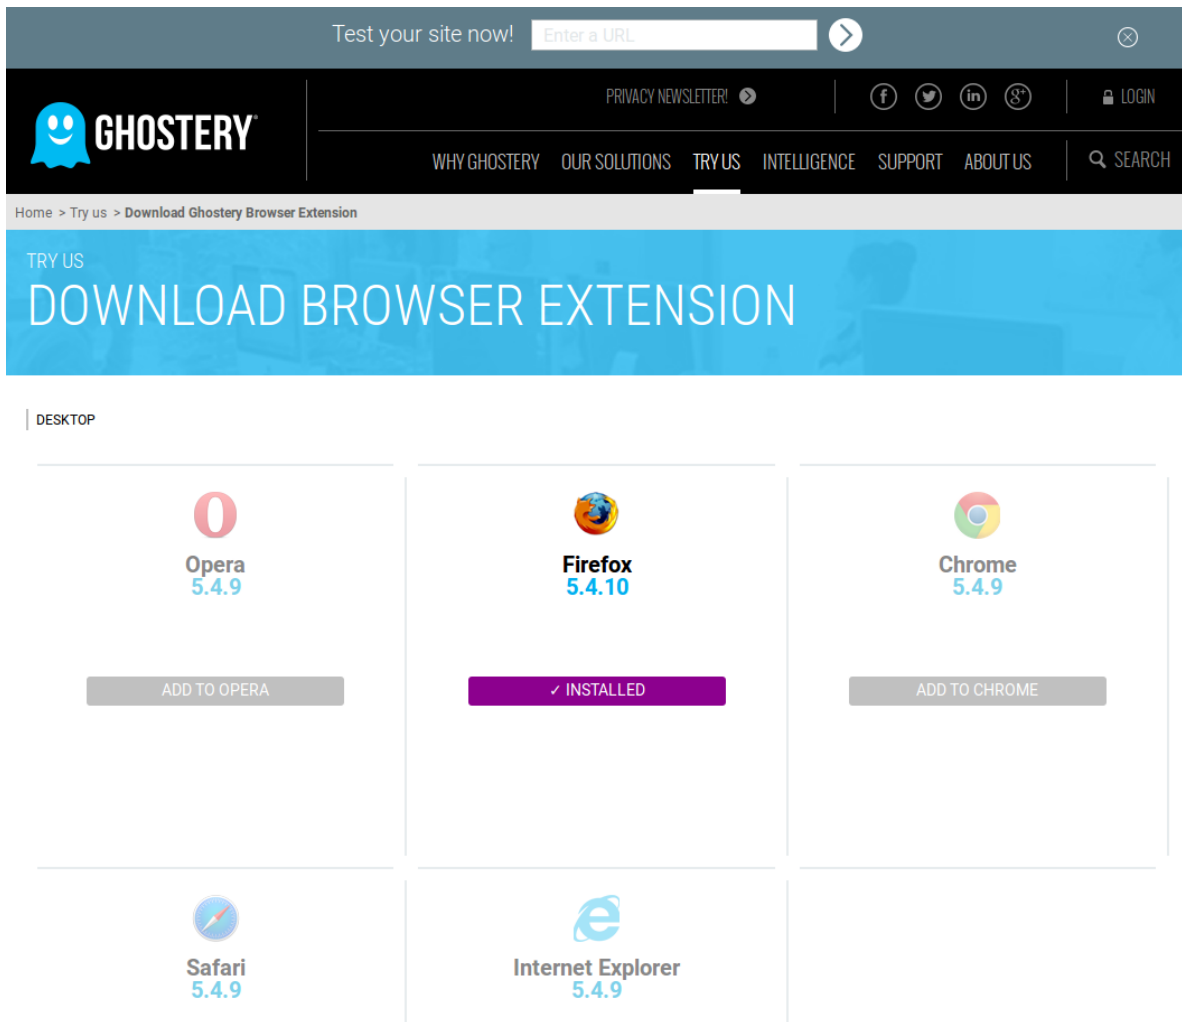 Test your site now! Enter a URL
PRIVACY NEWSLETTER! f in g+ LOGIN
GHOSTERY
WHY GHOSTERY OUR SOLUTIONS TRY US INTELLIGENCE SUPPORT ABOUT US SEARCH
Home > Try us > Download Ghostery Browser Extension
TRY US
DOWNLOAD BROWSER EXTENSION
DESKTOP
Opera
5.4.9
ADD TO OPERA
Firefox
5.4.10
✓ INSTALLED
Chrome
5.4.9
ADD TO CHROME
Safari
5.4.9
Internet Explorer
5.4.9